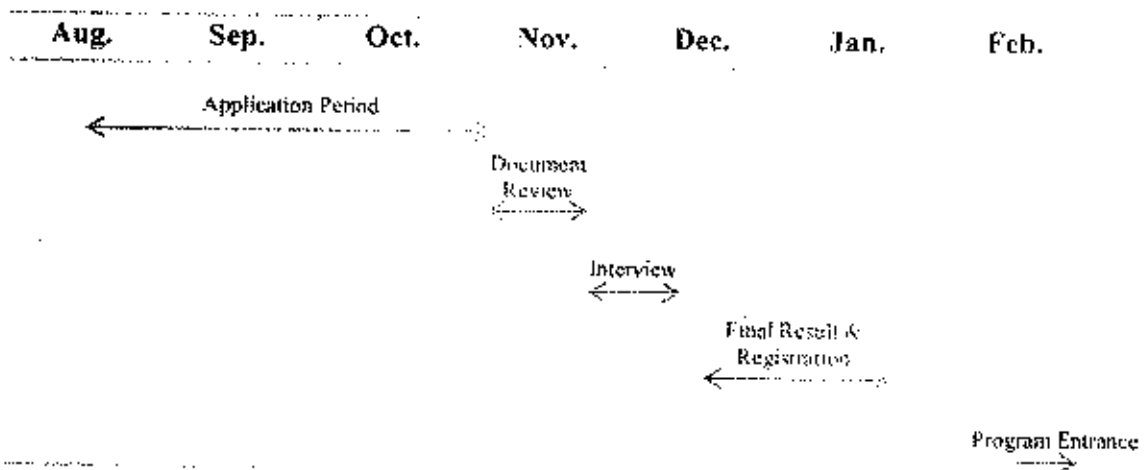 Aug. Sep. Oct. Nov. Dec. Jan. Feb.
Application Period
Document
Review
Interview
Final Result &
Registration
Program Entrance